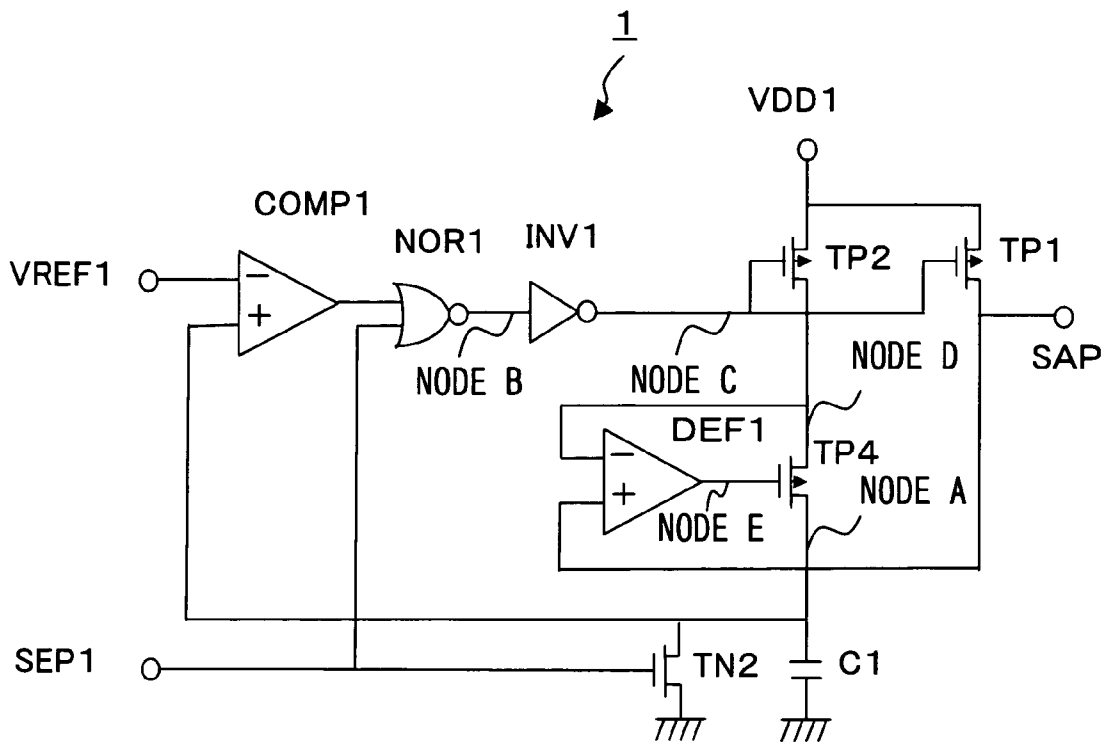 1
VDD1
COMP1
NOR1
INV1
TP2
TP1
VREF1
−
+
SAP
NODE B
NODE C
NODE D
DEF1
TP4
−
+
NODE E
NODE A
SEP1
TN2
C1